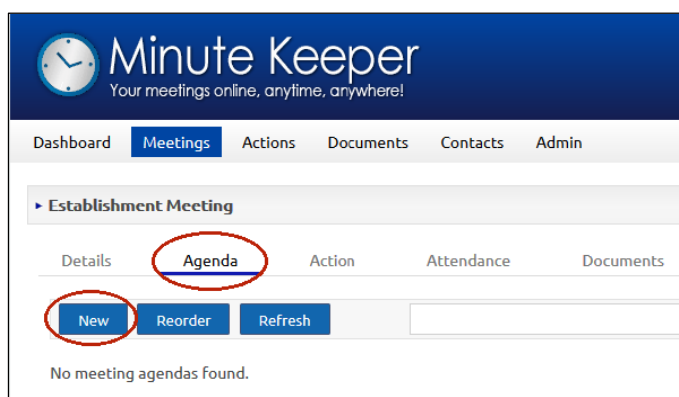 Minute Keeper
Your meetings online, anytime, anywhere!
Dashboard Meetings Actions Documents Contacts Admin
Establishment Meeting
Details Agenda Action Attendance Documents
New Reorder Refresh
No meeting agendas found.